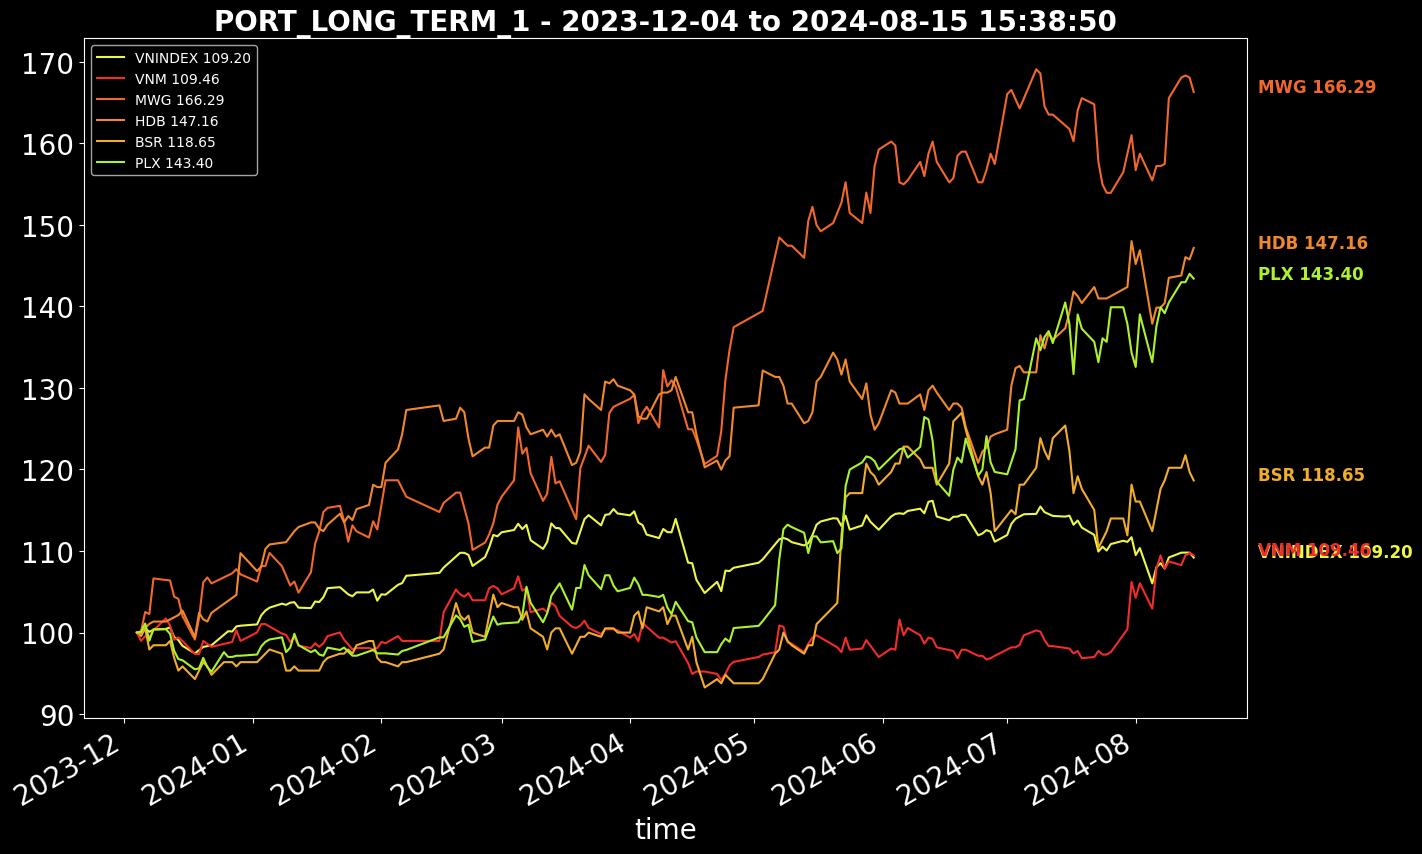 PORT_LONG_TERM_1 - 2023-12-04 to 2024-08-15 15:38:50
VNINDEX 109.20
VNM 109.46
MWG 166.29
HDB 147.16
BSR 118.65
PLX 143.40
170
160
150
140
130
120
110
100
90
MWG 166.29
HDB 147.16
PLX 143.40
BSR 118.65
VNM 109.46
VNINDEX 109.20
2023-12
2024-01
2024-02
2024-03
2024-04
2024-05
2024-06
2024-07
2024-08
time